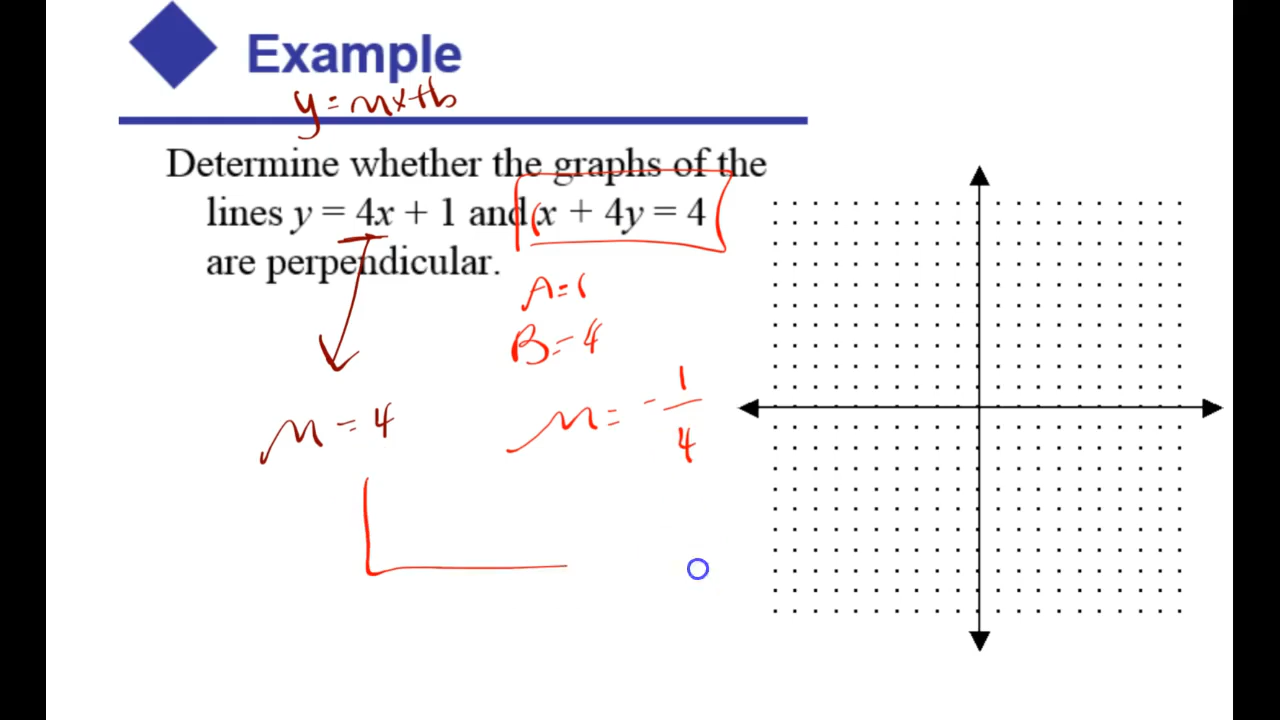 Example
y = mx+b
Determine whether the graphs of the
lines y = 4x + 1 and x + 4y = 4
are perpendicular.
A=1
B=4
m = 4
m = -1/4